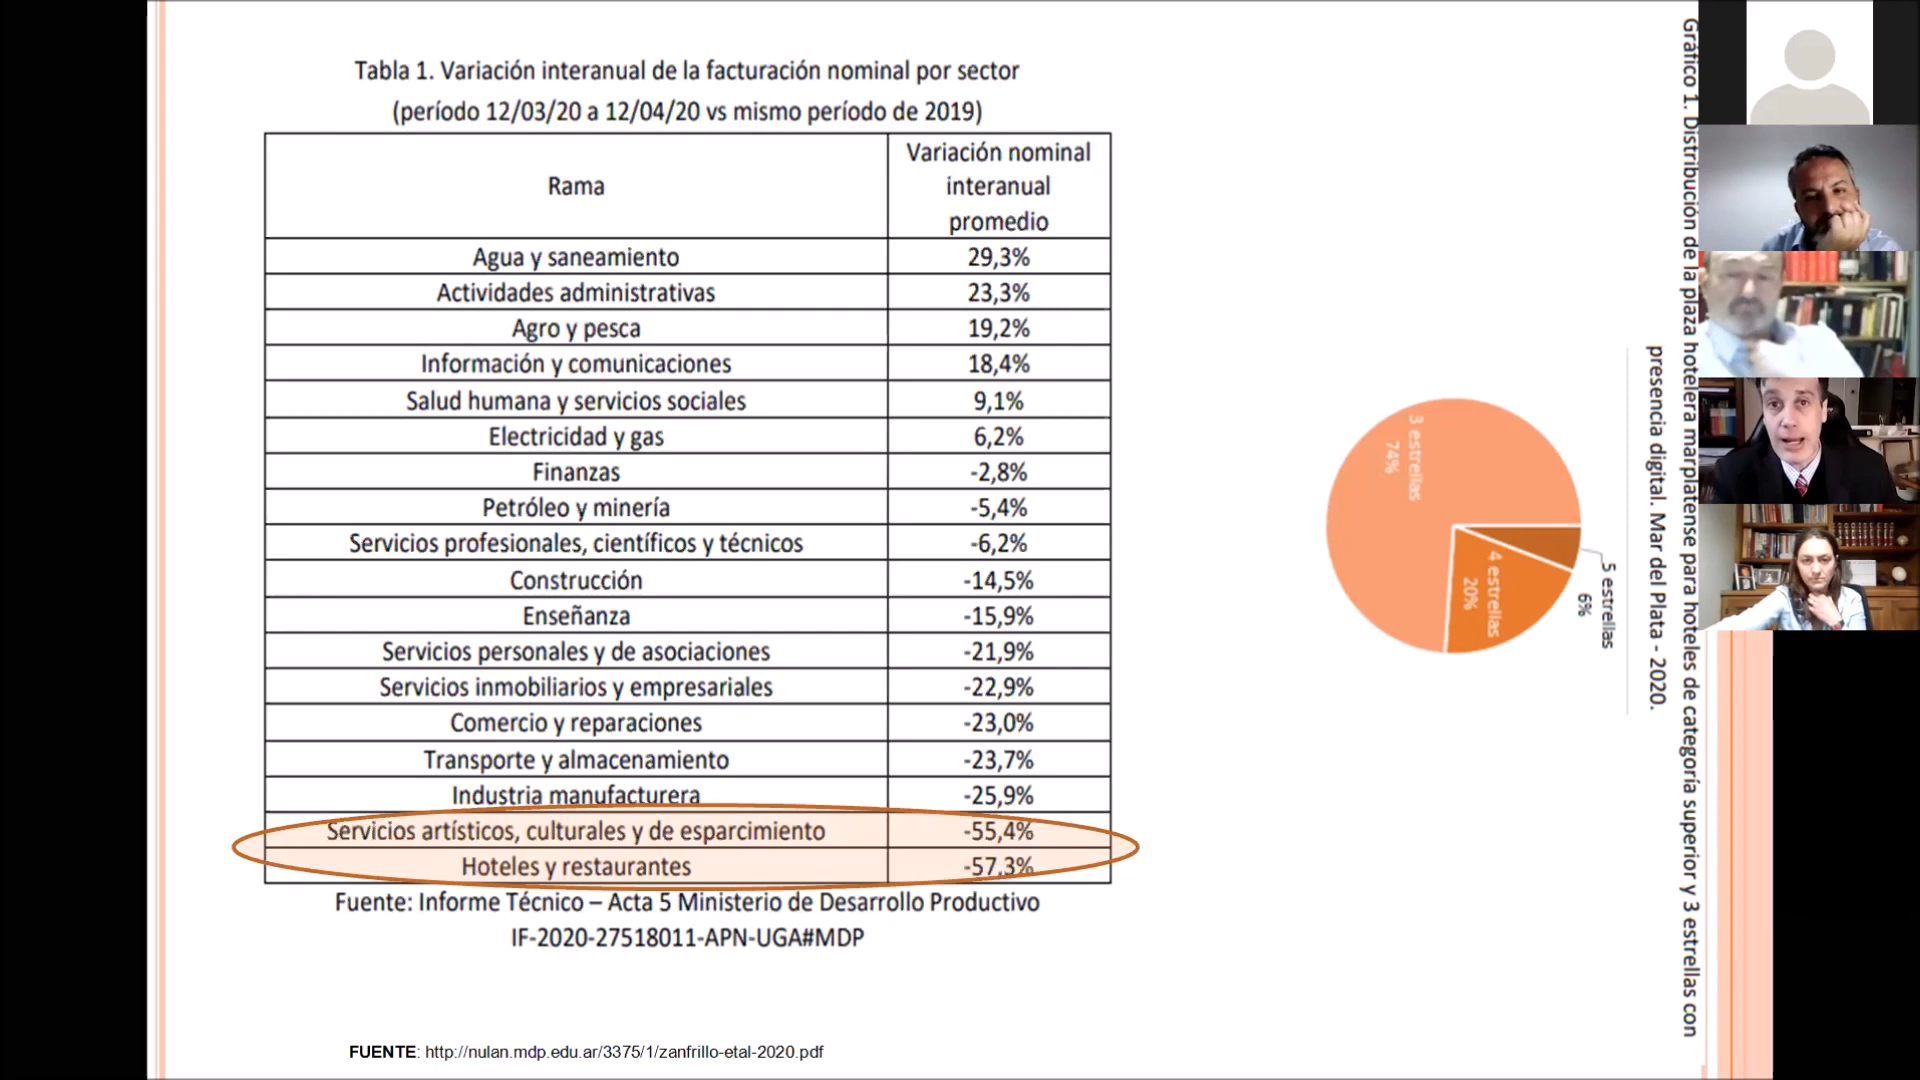 Tabla 1. Variación interanual de la facturación nominal por sector
(período 12/03/20 a 12/04/20 vs mismo período de 2019)
Rama
Variación nominal
interanual
promedio
Agua y saneamiento 29,3%
Actividades administrativas 23,3%
Agro y pesca 19,2%
Información y comunicaciones 18,4%
Salud humana y servicios sociales 9,1%
Electricidad y gas 6,2%
Finanzas -2,8%
Petróleo y minería -5,4%
Servicios profesionales, científicos y técnicos -6,2%
Construcción -14,5%
Enseñanza -15,9%
Servicios personales y de asociaciones -21,9%
Servicios inmobiliarios y empresariales -22,9%
Comercio y reparaciones -23,0%
Transporte y almacenamiento -23,7%
Industria manufacturera -25,9%
Servicios artísticos, culturales y de esparcimiento -55,4%
Hoteles y restaurantes -57,3%
Fuente: Informe Técnico – Acta 5 Ministerio de Desarrollo Productivo
IF-2020-27518011-APN-UGA#MDP
FUENTE: http://nulan.mdp.edu.ar/3375/1/zanfrillo-etal-2020.pdf
Gráfico 1. Distribución de la plaza hotelera marplatense para hoteles de categoría superior y 3 estrellas con
presencia digital. Mar del Plata - 2020.
5 estrellas
6%
4 estrellas
20%
3 estrellas
74%